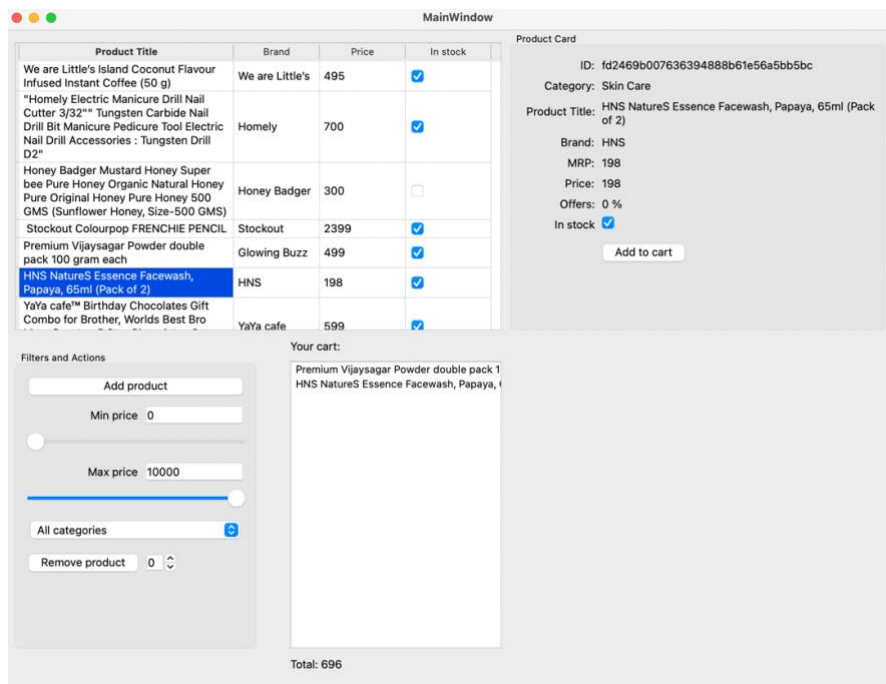 MainWindow
Product Title Brand Price In stock
We are Little's Island Coconut Flavour
Infused Instant Coffee (50 g)
We are Little's 495
"Homely Electric Manicure Drill Nail
Cutter 3/32"" Tungsten Carbide Nail
Drill Bit Manicure Pedicure Tool Electric
Nail Drill Accessories : Tungsten Drill
D2"
Homely 700
Honey Badger Mustard Honey Super
bee Pure Honey Organic Natural Honey
Pure Original Honey Pure Honey 500
GMS (Sunflower Honey, Size-500 GMS)
Honey Badger 300
Stockout Colourpop FRENCHIE PENCIL Stockout 2399
Premium Vijaysagar Powder double
pack 100 gram each
Glowing Buzz 499
HNS NatureS Essence Facewash,
Papaya, 65ml (Pack of 2)
HNS 198
YaYa cafe™ Birthday Chocolates Gift
Combo for Brother, Worlds Best Bro
YaYa cafe 599
Product Card
ID: fd2469b007636394888b61e56a5bb5bc
Category: Skin Care
Product Title: HNS NatureS Essence Facewash, Papaya, 65ml (Pack
of 2)
Brand: HNS
MRP: 198
Price: 198
Offers: 0 %
In stock
Add to cart
Filters and Actions
Add product
Min price 0
Max price 10000
All categories
Remove product 0
Your cart:
Premium Vijaysagar Powder double pack 1
HNS NatureS Essence Facewash, Papaya,
Total: 696